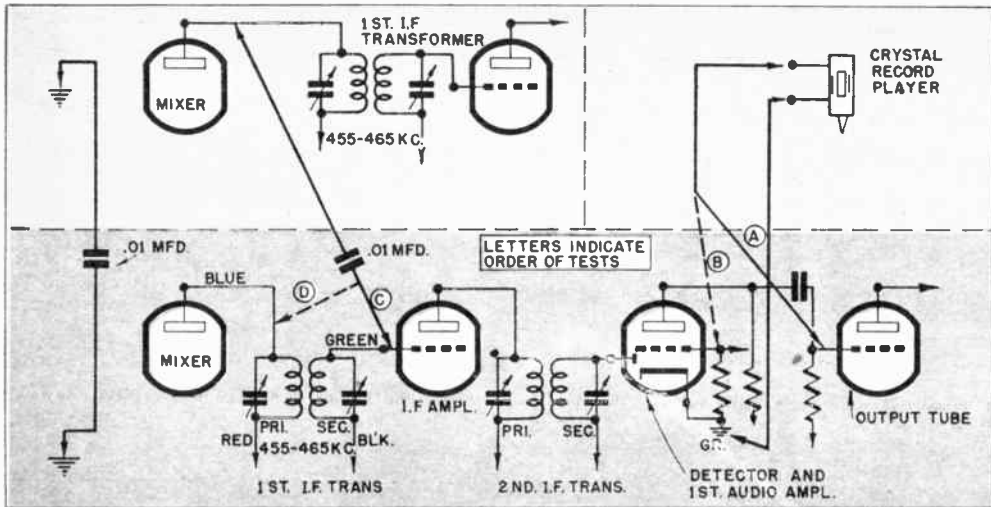 1 ST. I.F.
TRANSFORMER
MIXER
455-465 KC.
CRYSTAL
RECORD
PLAYER
.01 MFD.
.01 MFD.
LETTERS INDICATE
ORDER OF TESTS
A
B
BLUE
D
C
GREEN
MIXER
I.F AMPL.
OUTPUT TUBE
PRI.
SEC.
RED
BLK.
455-465KC.
PRI.
SEC.
GR.
1 ST. I.F. TRANS
2 ND. I.F. TRANS.
DETECTOR AND
1 ST. AUDIO AMPL.